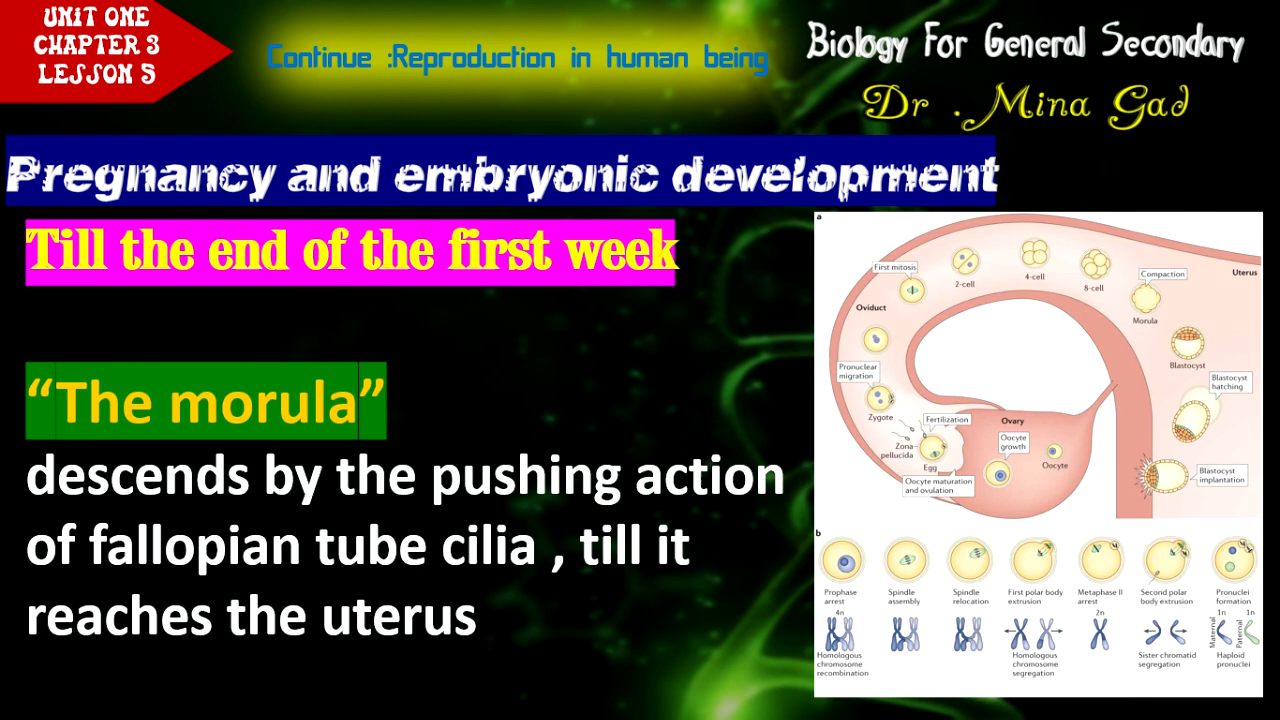 UNIT ONE
CHAPTER 3
LESSON 5
Continue :Reproduction in human being
Biology For General Secondary
Dr .Mina Gad
Pregnancy and embryonic development
Till the end of the first week
“The morula”
descends by the pushing action
of fallopian tube cilia , till it
reaches the uterus
a
Uterus
First mitosis
2-cell
4-cell
8-cell
Compaction
Morula
Oviduct
Blastocyst
Pronuclear
migration
Blastocyst
hatching
Zygote
Fertilization
Ovary
Zona
pellucida
Egg
Oocyte
growth
Oocyte
Oocyte maturation
and ovulation
Blastocyst
implantation
b
Prophase
arrest
Spindle
assembly
Spindle
relocation
First polar body
extrusion
Metaphase II
arrest
Second polar
body extrusion
Pronuclei
formation
4n
2n
1n
1n
Maternal
Paternal
Homologous
chromosome
recombination
Homologous
chromosome
segregation
Sister chromatid
segregation
Haploid
pronuclei